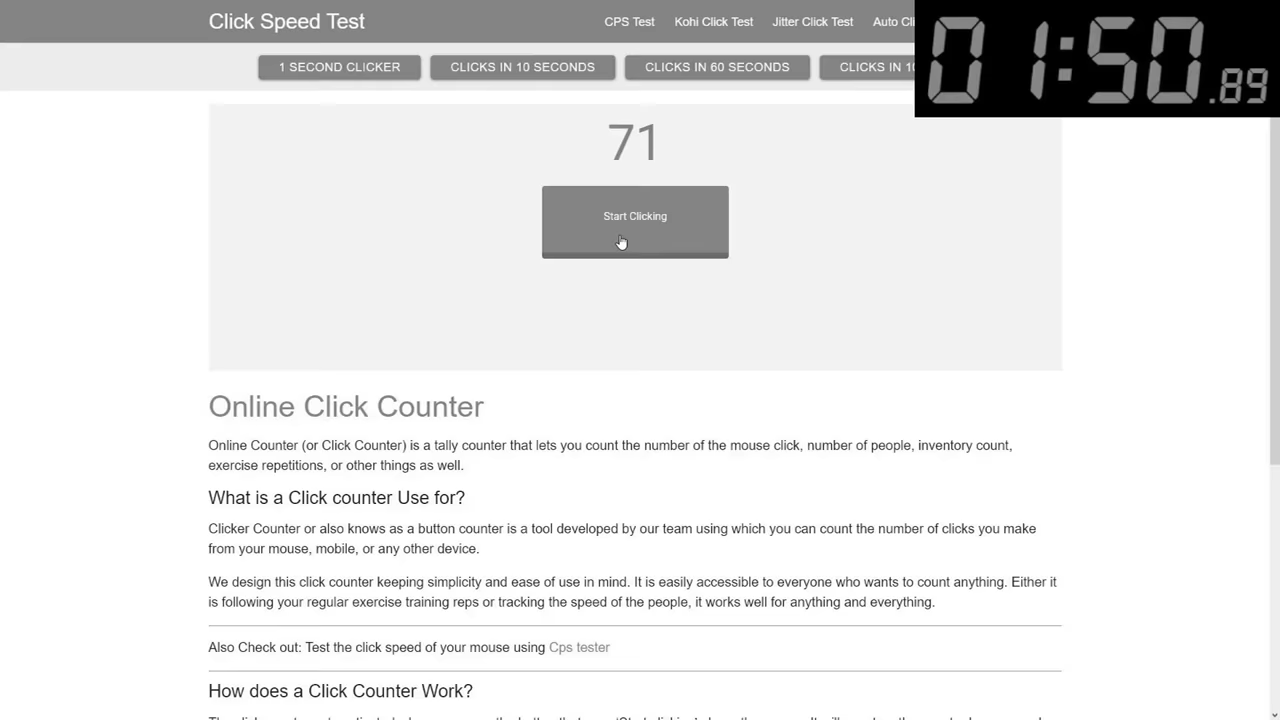 Click Speed Test
CPS Test Kohi Click Test Jitter Click Test Auto
01:50.89
1 SECOND CLICKER CLICKS IN 10 SECONDS CLICKS IN 60 SECONDS CLICKS IN
71
Start Clicking
Online Click Counter
Online Counter (or Click Counter) is a tally counter that lets you count the number of the mouse click, number of people, inventory count,
exercise repetitions, or other things as well.
What is a Click counter Use for?
Clicker Counter or also knows as a button counter is a tool developed by our team using which you can count the number of clicks you make
from your mouse, mobile, or any other device.
We design this click counter keeping simplicity and ease of use in mind. It is easily accessible to everyone who wants to count anything. Either it
is following your regular exercise training reps or tracking the speed of the people, it works well for anything and everything.
Also Check out: Test the click speed of your mouse using Cps tester
How does a Click Counter Work?